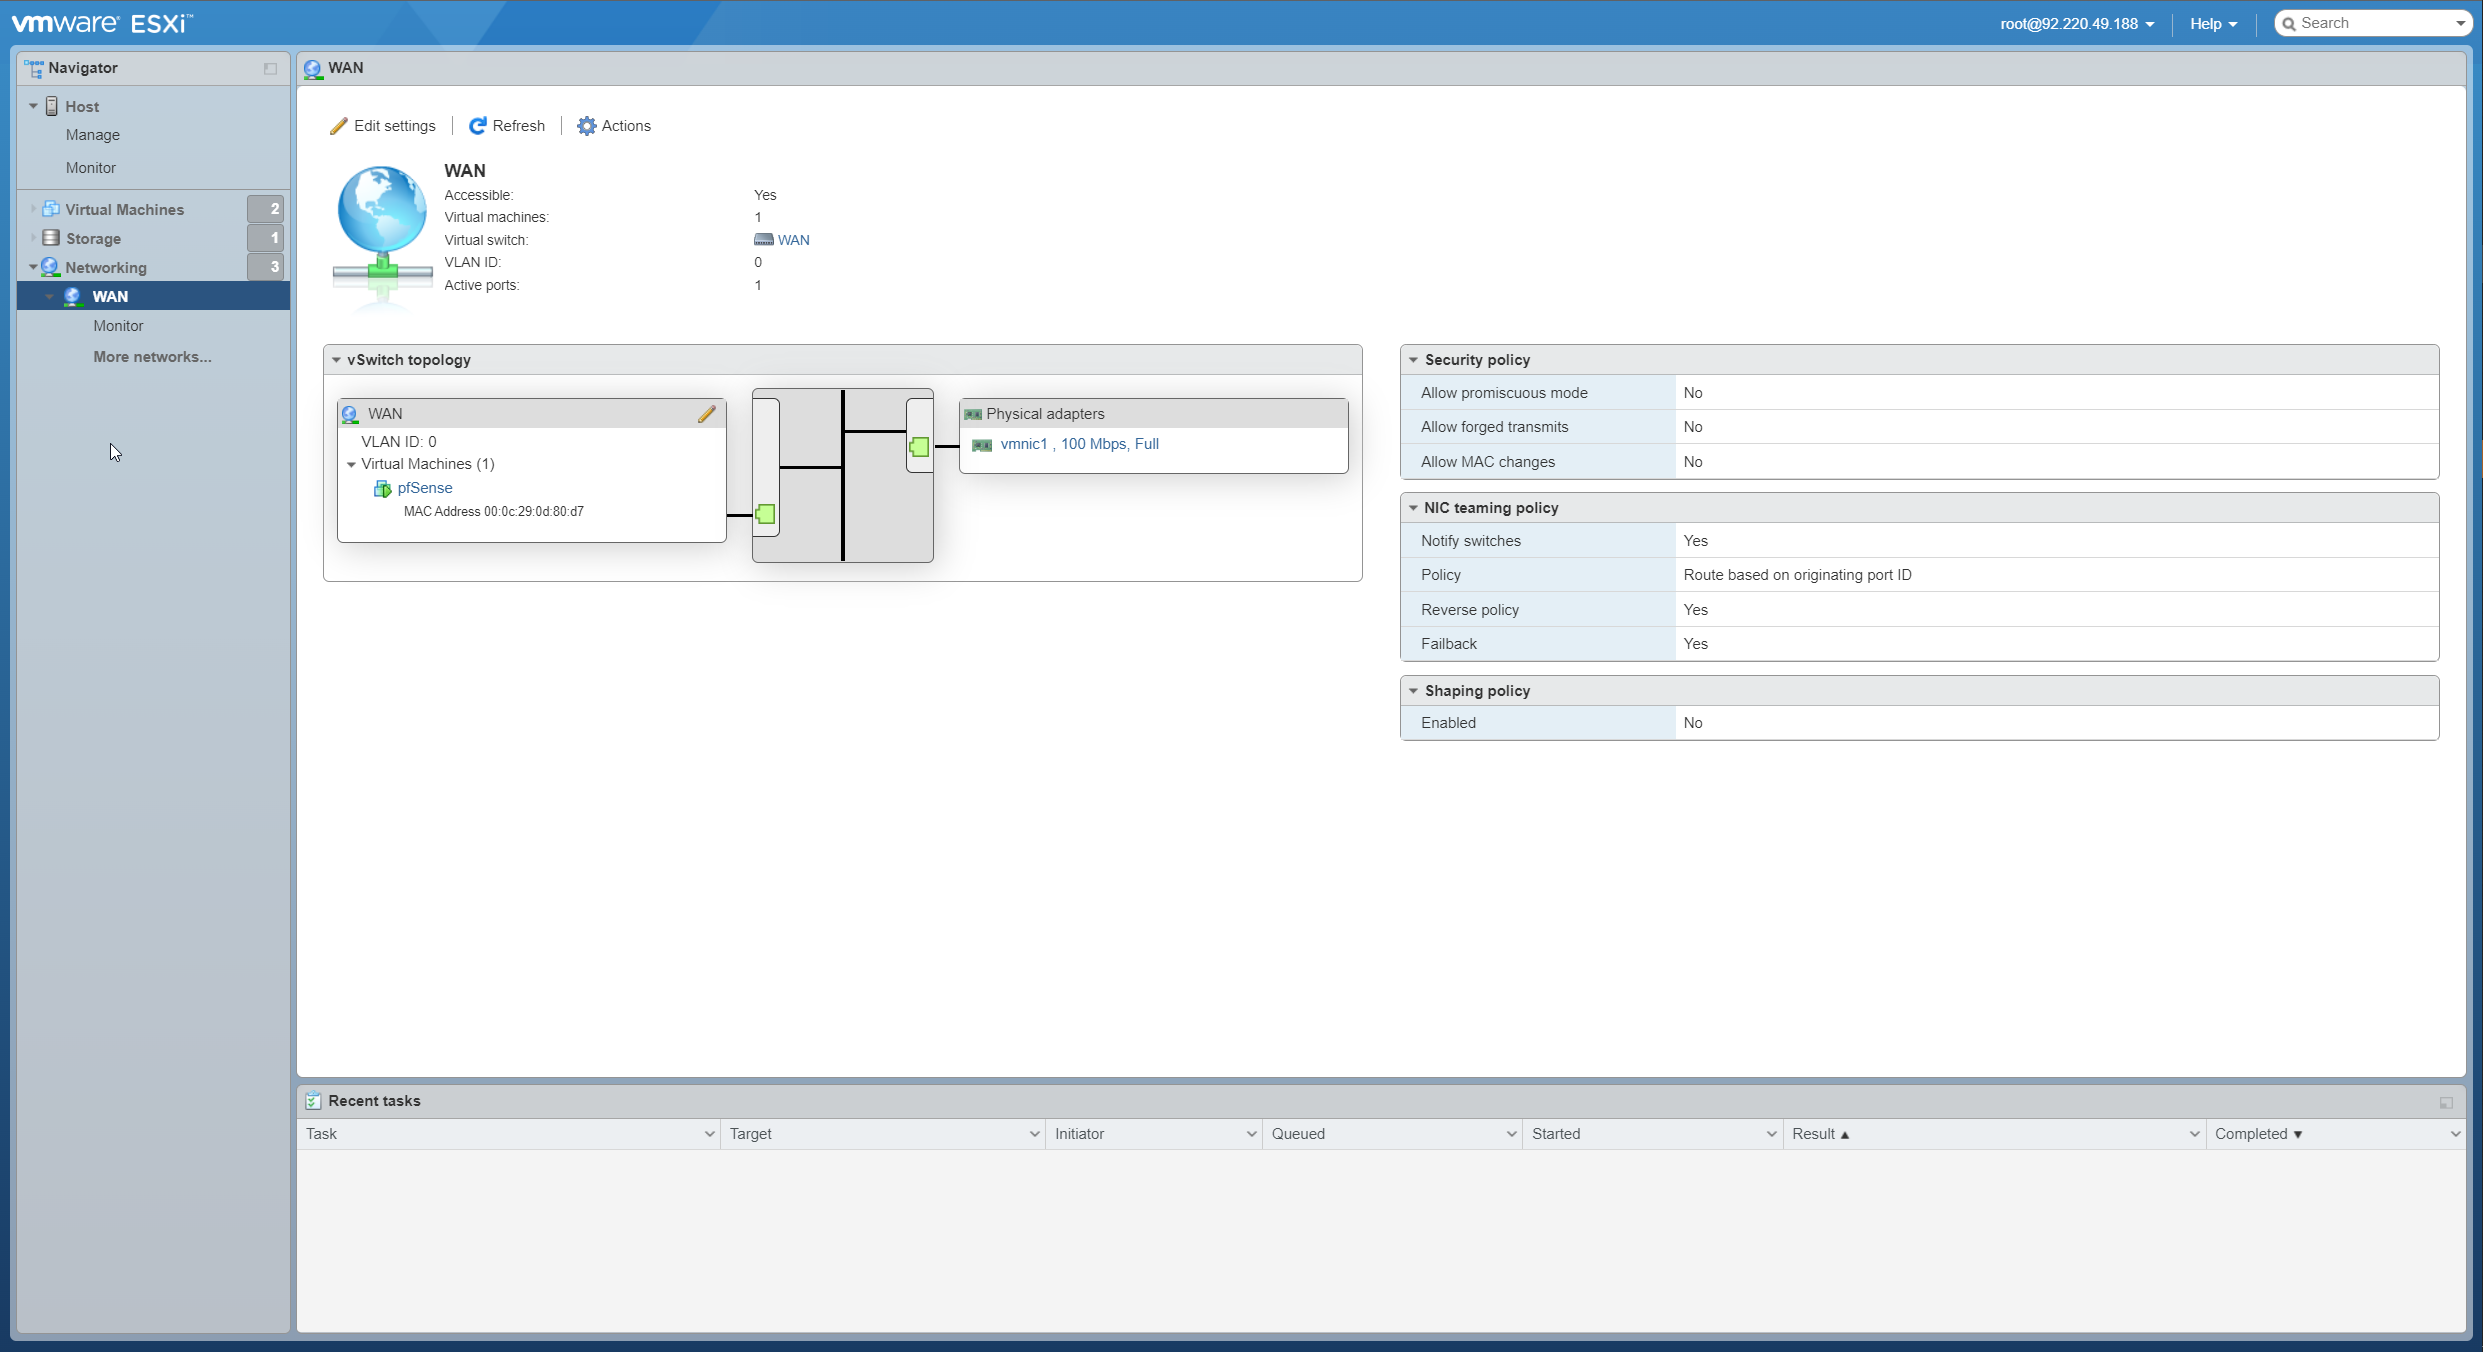 vmware® ESXi™
root@92.220.49.188
Help
Search
Navigator
Host
Manage
Monitor
Virtual Machines 2
Storage 1
Networking 3
WAN
Monitor
More networks...
WAN
Edit settings
Refresh
Actions
WAN
Accessible: Yes
Virtual machines: 1
Virtual switch: WAN
VLAN ID: 0
Active ports: 1
vSwitch topology
WAN
VLAN ID: 0
Virtual Machines (1)
pfSense
MAC Address 00:0c:29:0d:80:d7
Physical adapters
vmnic1 , 100 Mbps, Full
Security policy
Allow promiscuous mode No
Allow forged transmits No
Allow MAC changes No
NIC teaming policy
Notify switches Yes
Policy Route based on originating port ID
Reverse policy Yes
Failback Yes
Shaping policy
Enabled No
Recent tasks
Task Target Initiator Queued Started Result ▲ Completed ▼